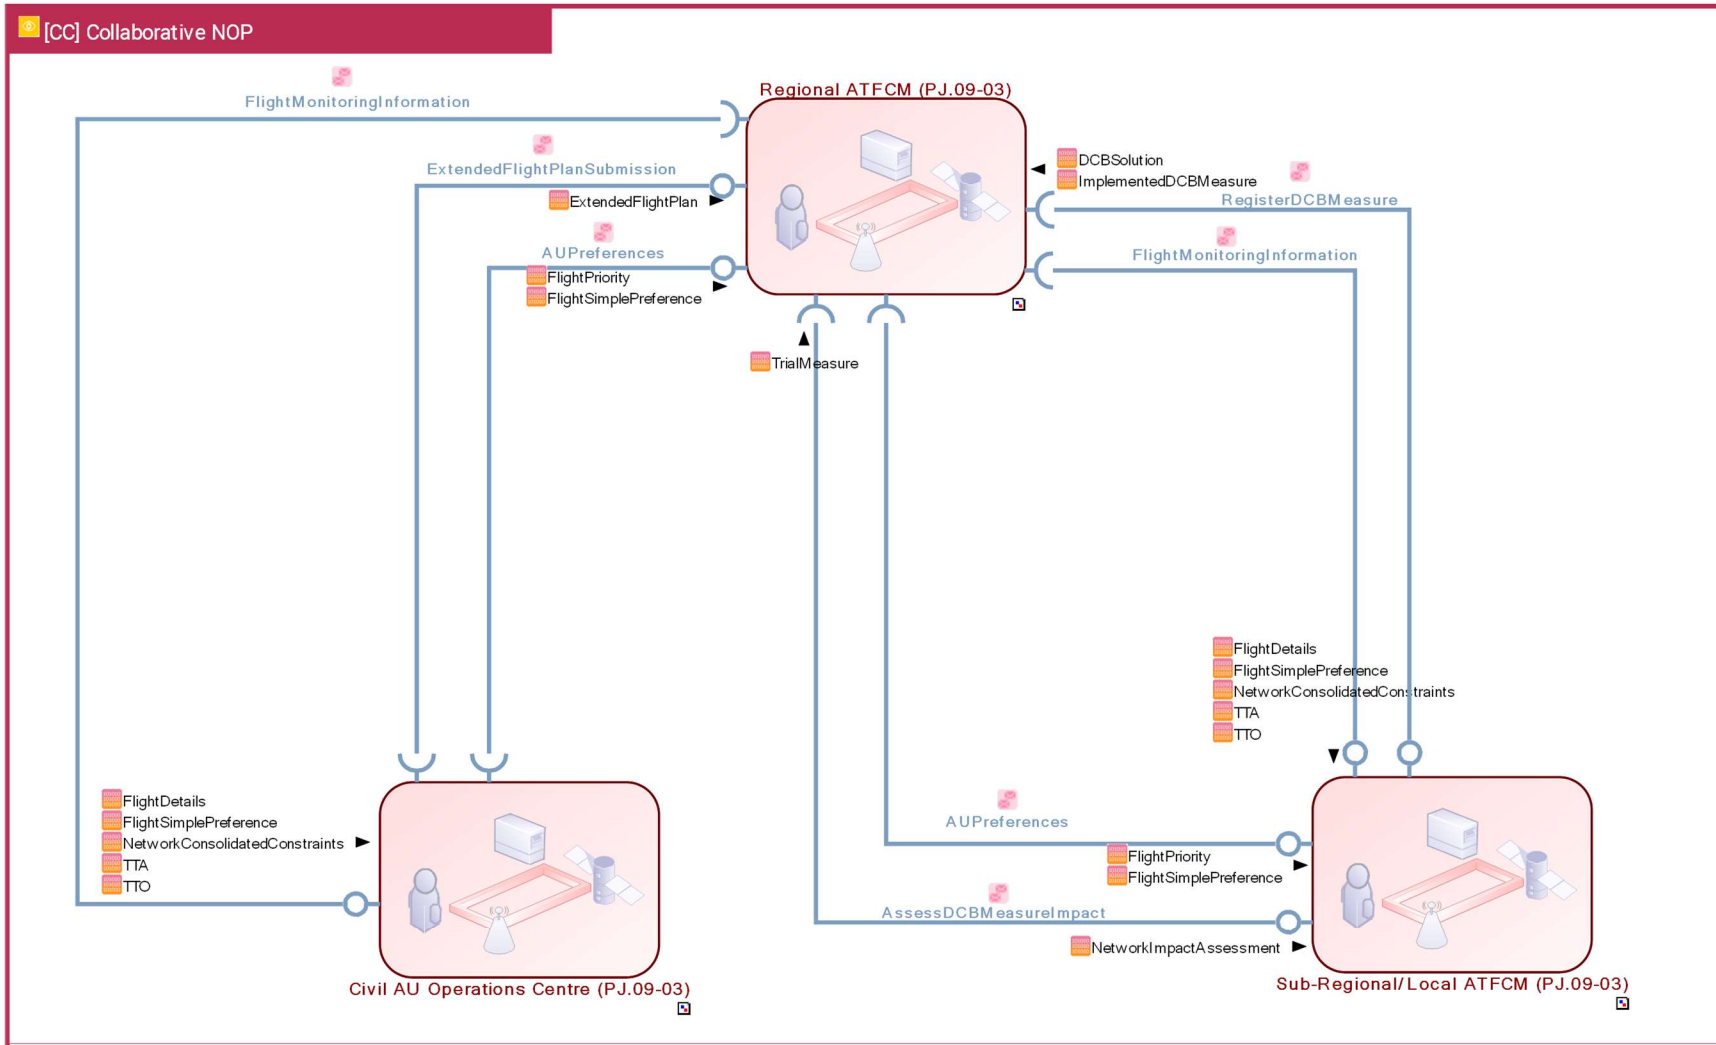 [CC] Collaborative NOP
FlightMonitoringInformation
Regional ATFCM (PJ.09-03)
ExtendedFlightPlanSubmission
ExtendedFlightPlan
AUPreferences
FlightPriority
FlightSimplePreference
DCBSolution
ImplementedDCBMeasure
RegisterDCBMeasure
FlightMonitoringInformation
TrialMeasure
FlightDetails
FlightSimplePreference
NetworkConsolidatedConstraints
TTA
TTO
FlightDetails
FlightSimplePreference
NetworkConsolidatedConstraints
TTA
TTO
AUPreferences
FlightPriority
FlightSimplePreference
AssessDCBMeasureImpact
NetworkImpactAssessment
Civil AU Operations Centre (PJ.09-03)
Sub-Regional/Local ATFCM (PJ.09-03)